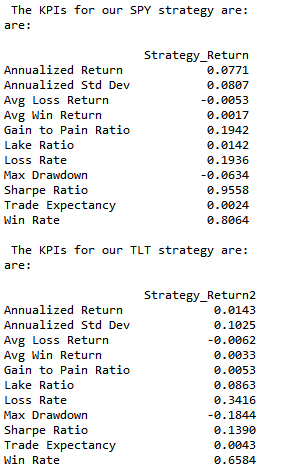 The KPIs for our SPY strategy are:
are:
Strategy_Return
Annualized Return 0.0771
Annualized Std Dev 0.0807
Avg Loss Return -0.0053
Avg Win Return 0.0017
Gain to Pain Ratio 0.1942
Lake Ratio 0.0142
Loss Rate 0.1936
Max Drawdown -0.0634
Sharpe Ratio 0.9558
Trade Expectancy 0.0024
Win Rate 0.8064
The KPIs for our TLT strategy are:
are:
Strategy_Return2
Annualized Return 0.0143
Annualized Std Dev 0.1025
Avg Loss Return -0.0062
Avg Win Return 0.0033
Gain to Pain Ratio 0.0053
Lake Ratio 0.0863
Loss Rate 0.3416
Max Drawdown -0.1844
Sharpe Ratio 0.1390
Trade Expectancy 0.0043
Win Rate 0.6584